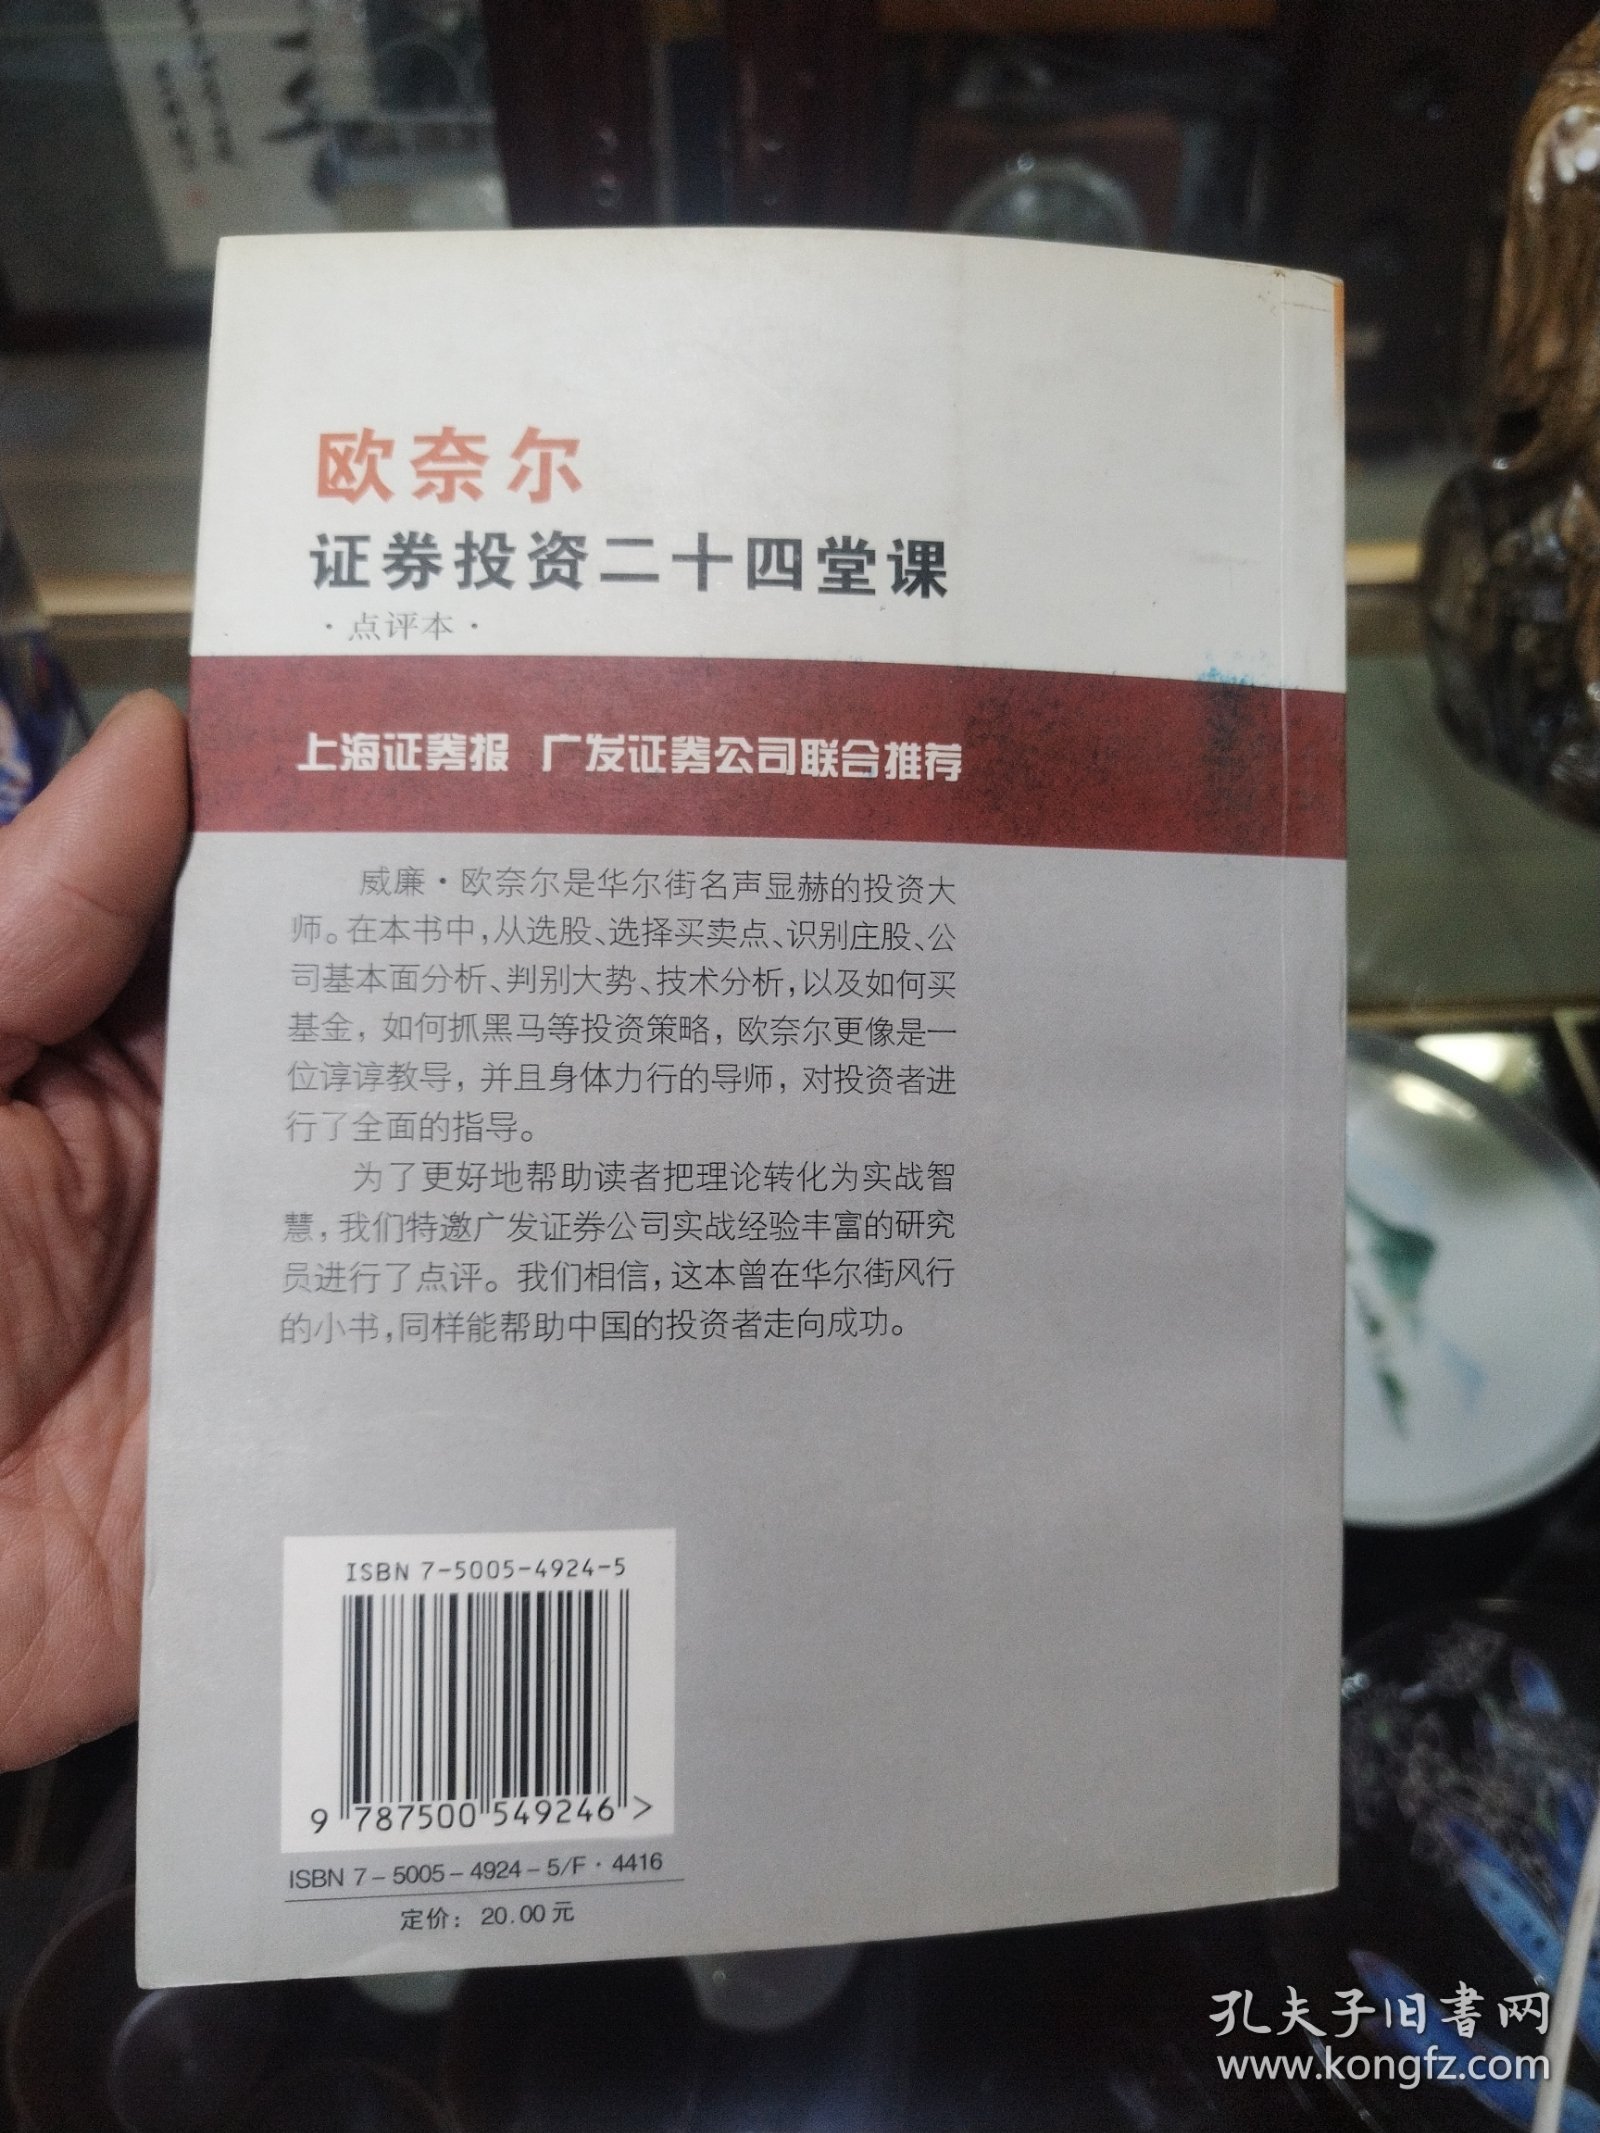 欧奈尔
证券投资二十四堂课
·点评本·
上海证券报 广发证券公司联合推荐
威廉·欧奈尔是华尔街名声显赫的投资大
师。在本书中,从选股、选择买卖点、识别庄股、公
司基本面分析、判别大势、技术分析,以及如何买
基金，如何抓黑马等投资策略，欧奈尔更像是一
位谆谆教导，并且身体力行的导师，对投资者进
行了全面的指导。
为了更好地帮助读者把理论转化为实战智
慧，我们特邀广发证券公司实战经验丰富的研究
员进行了点评。我们相信，这本曾在华尔街风行
的小书,同样能帮助中国的投资者走向成功。
ISBN 7-5005-4924-5
9 787500 549246 >
ISBN 7-5005-4924-5/F·4416
定价：20.00元
孔夫子旧书网
www.kongfz.com